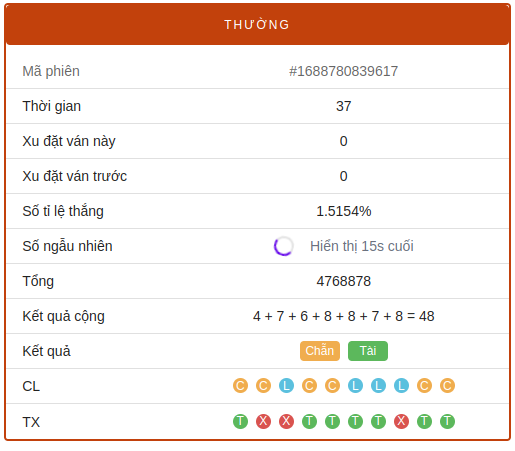 THƯỜNG
Mã phiên #1688780839617
Thời gian 37
Xu đặt ván này 0
Xu đặt ván trước 0
Số tỉ lệ thắng 1.5154%
Số ngẫu nhiên Hiển thị 15s cuối
Tổng 4768878
Kết quả cộng 4 + 7 + 6 + 8 + 8 + 7 + 8 = 48
Kết quả Chẵn Tài
CL C C L C C L L L C C
TX T X X T T T T X T T